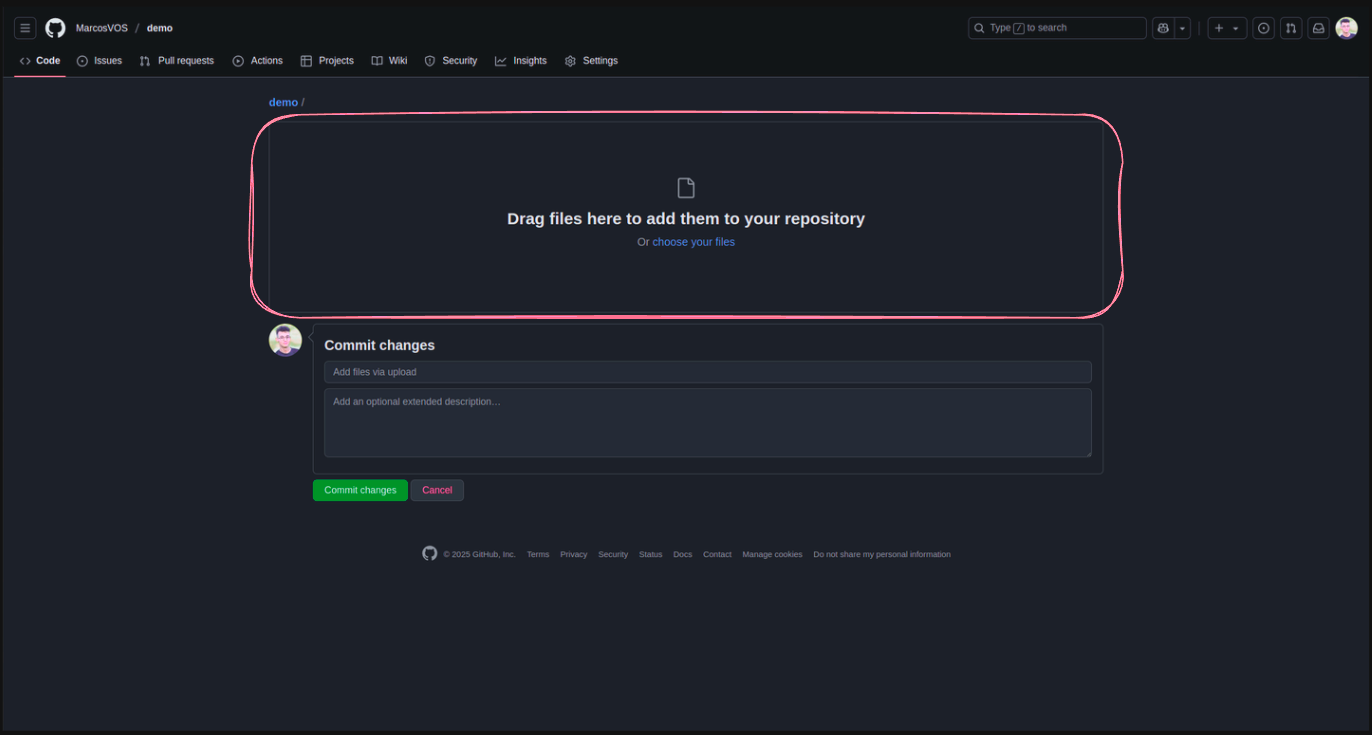 MarcosVOS / demo
Type / to search
Code Issues Pull requests Actions Projects Wiki Security Insights Settings
demo /
Drag files here to add them to your repository
Or choose your files
Commit changes
Add files via upload
Add an optional extended description...
Commit changes Cancel
© 2025 GitHub, Inc. Terms Privacy Security Status Docs Contact Manage cookies Do not share my personal information